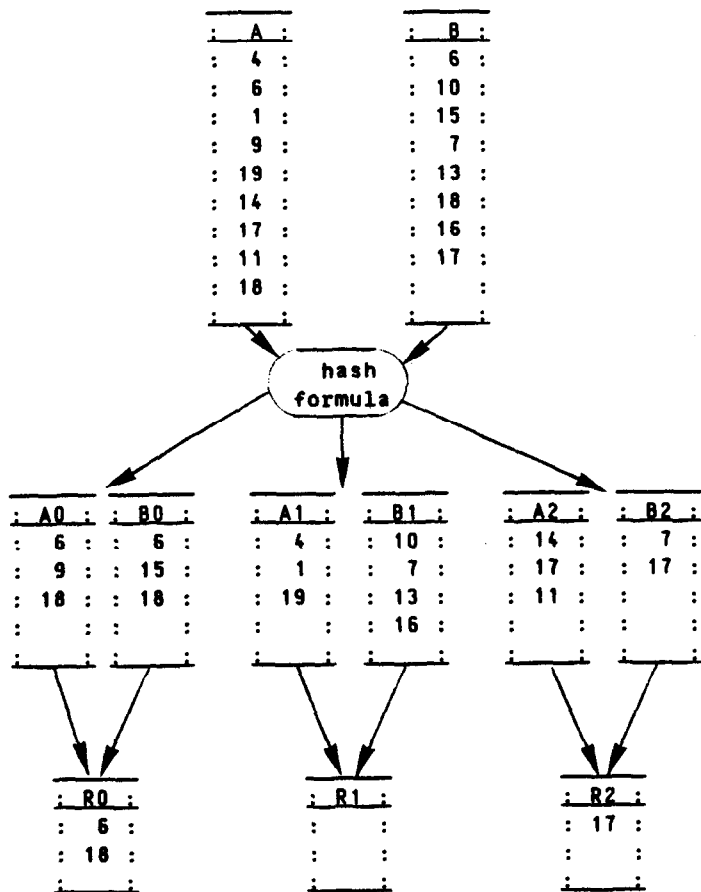 : A : : B :
: 4 : : 6 :
: 6 : : 10 :
: 1 : : 15 :
: 9 : : 7 :
: 19 : : 13 :
: 14 : : 18 :
: 17 : : 16 :
: 11 : : 17 :
: 18 : : :
: : : :
hash
formula
: A0 : : B0 : : A1 : : B1 : : A2 : : B2 :
: 6 : : 6 : : 4 : : 10 : : 14 : : 7 :
: 9 : : 15 : : 1 : : 7 : : 17 : : 17 :
: 18 : : 18 : : 19 : : 13 : : 11 : : :
: : : : : : : 16 : : : : :
: : : : : : : : : : : :
: R0 : : R1 : : R2 :
: 6 : : : : 17 :
: 18 : : : : :
: : : : : :